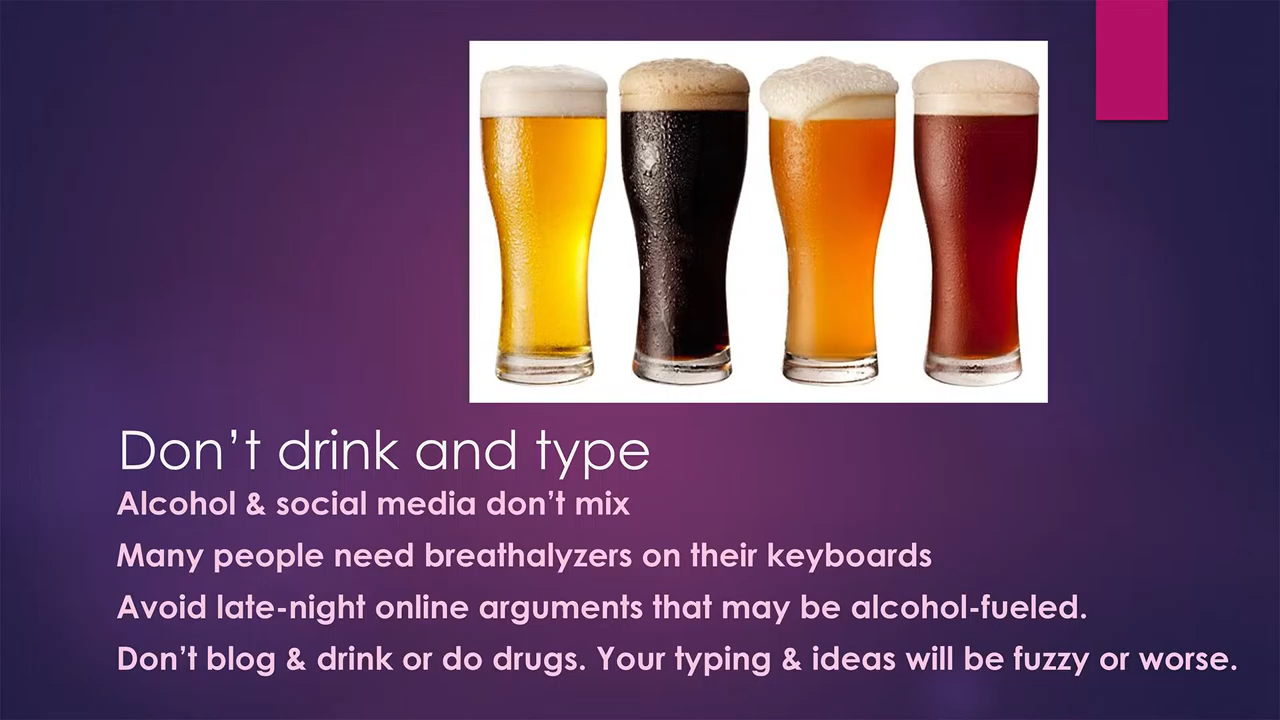 Don’t drink and type
Alcohol & social media don’t mix
Many people need breathalyzers on their keyboards
Avoid late-night online arguments that may be alcohol-fueled.
Don’t blog & drink or do drugs. Your typing & ideas will be fuzzy or worse.